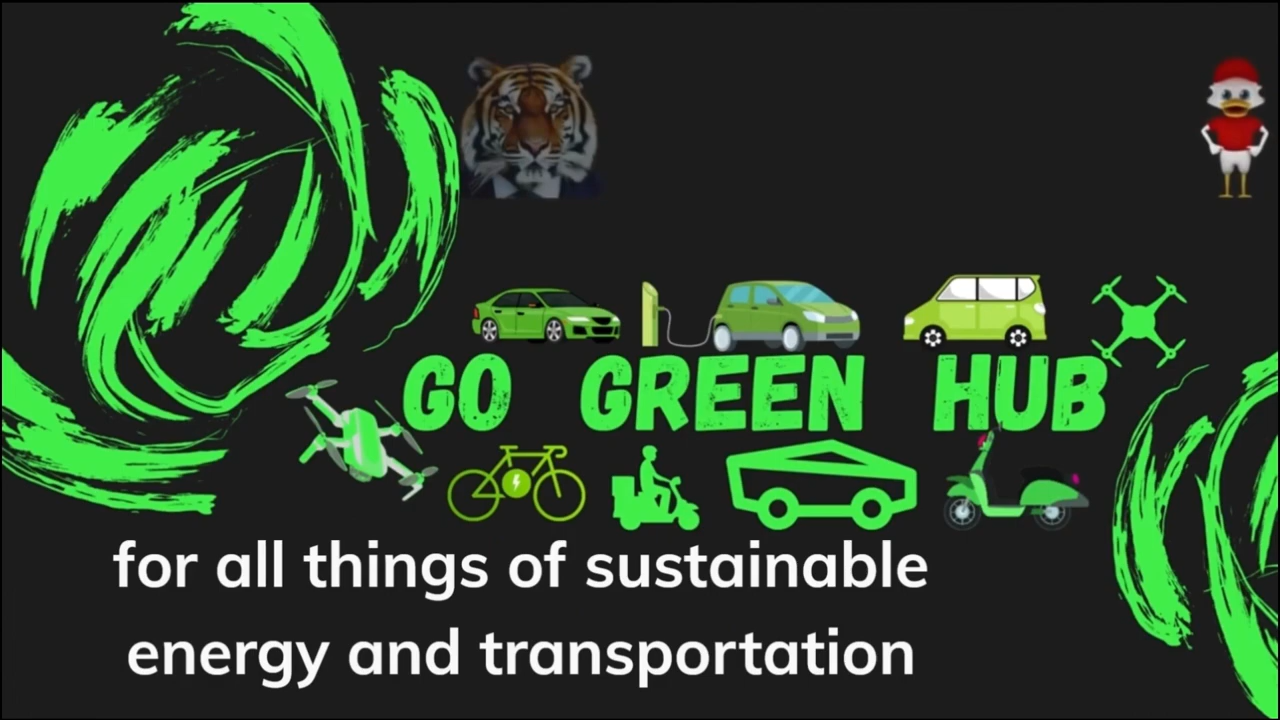 GO GREEN HUB
for all things of sustainable
energy and transportation